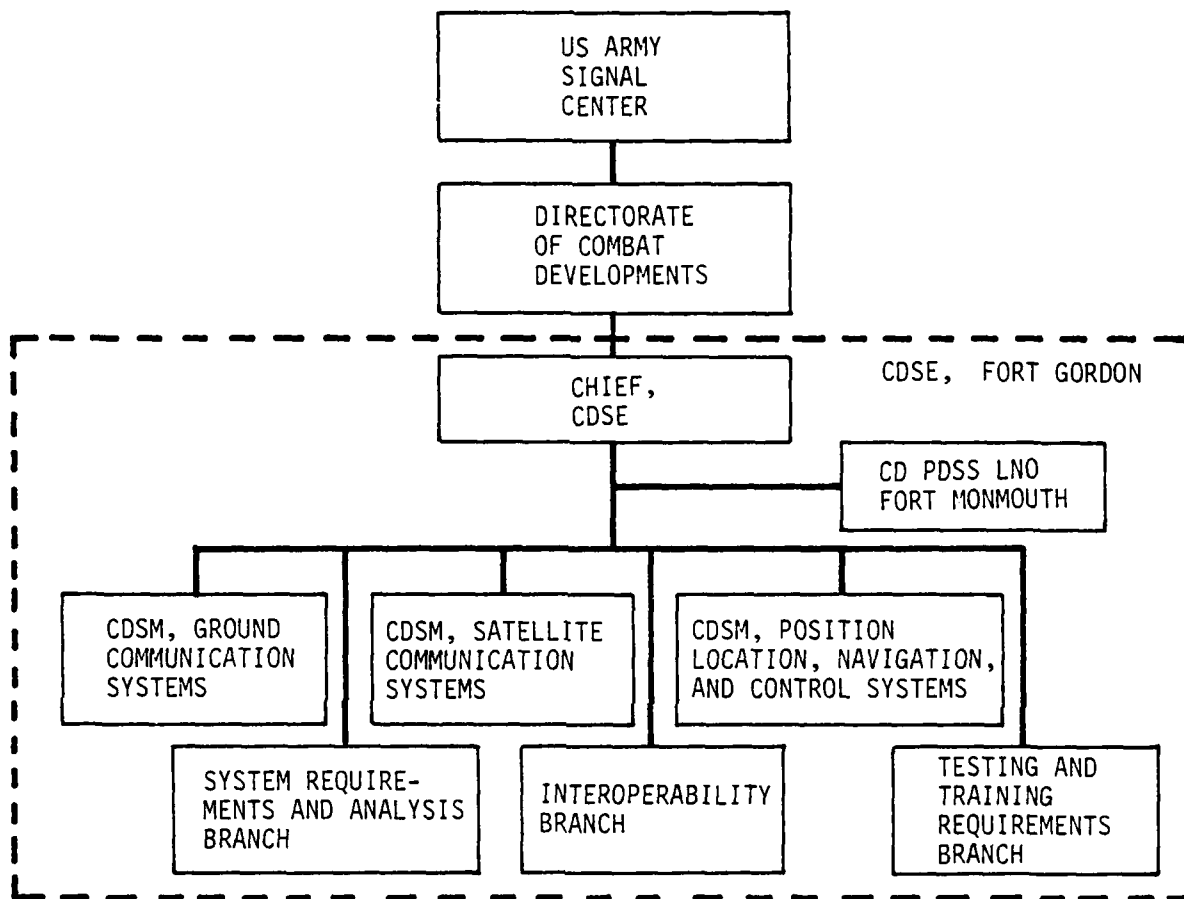 US ARMY
SIGNAL
CENTER
DIRECTORATE
OF COMBAT
DEVELOPMENTS
CDSE, FORT GORDON
CHIEF,
CDSE
CD PDSS LNO
FORT MONMOUTH
CDSM, GROUND
COMMUNICATION
SYSTEMS
CDSM, SATELLITE
COMMUNICATION
SYSTEMS
CDSM, POSITION
LOCATION, NAVIGATION,
AND CONTROL SYSTEMS
SYSTEM REQUIRE-
MENTS AND ANALYSIS
BRANCH
INTEROPERABILITY
BRANCH
TESTING AND
TRAINING
REQUIREMENTS
BRANCH